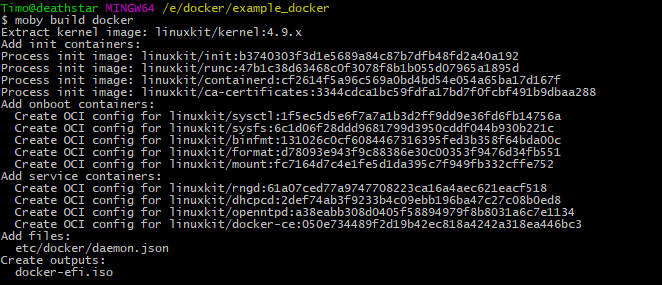 Timo@deathstar MINGW64 /e/docker/example_docker
$ moby build docker
Extract kernel image: linuxkit/kernel:4.9.x
Add init containers:
Process init image: linuxkit/init:b3740303f3d1e5689a84c87b7dfb48fd2a40a192
Process init image: linuxkit/runc:47b1c38d63468c0f3078f8b1b055d07965a1895d
Process init image: linuxkit/containerd:cf2614f5a96c569a0bd4bd54e054a65ba17d167f
Process init image: linuxkit/ca-certificates:3344cdca1bc59fdfa17bd7f0fcbf491b9dbaa288
Add onboot containers:
  Create OCI config for linuxkit/sysctl:1f5ec5d5e6f7a7a1b3d2ff9dd9e36fd6fb14756a
  Create OCI config for linuxkit/sysfs:6c1d06f28ddd9681799d3950cddf044b930b221c
  Create OCI config for linuxkit/binfmt:131026c0cf6084467316395fed3b358f64bda00c
  Create OCI config for linuxkit/format:d78093e943f9c88386e30c00353f9476d34fb551
  Create OCI config for linuxkit/mount:fc7164d7c4e1fe5d1da395c7f949fb332cffe752
Add service containers:
  Create OCI config for linuxkit/rngd:61a07ced77a9747708223ca16a4aec621eacf518
  Create OCI config for linuxkit/dhcpcd:2def74ab3f9233b4c09ebb196ba47c27c08b0ed8
  Create OCI config for linuxkit/openntpd:a38eabb308d0405f58894979f8b8031a6c7e1134
  Create OCI config for linuxkit/docker-ce:050e734489f2d19b42ec818a4242a318ea446bc3
Add files:
  etc/docker/daemon.json
Create outputs:
  docker-efi.iso